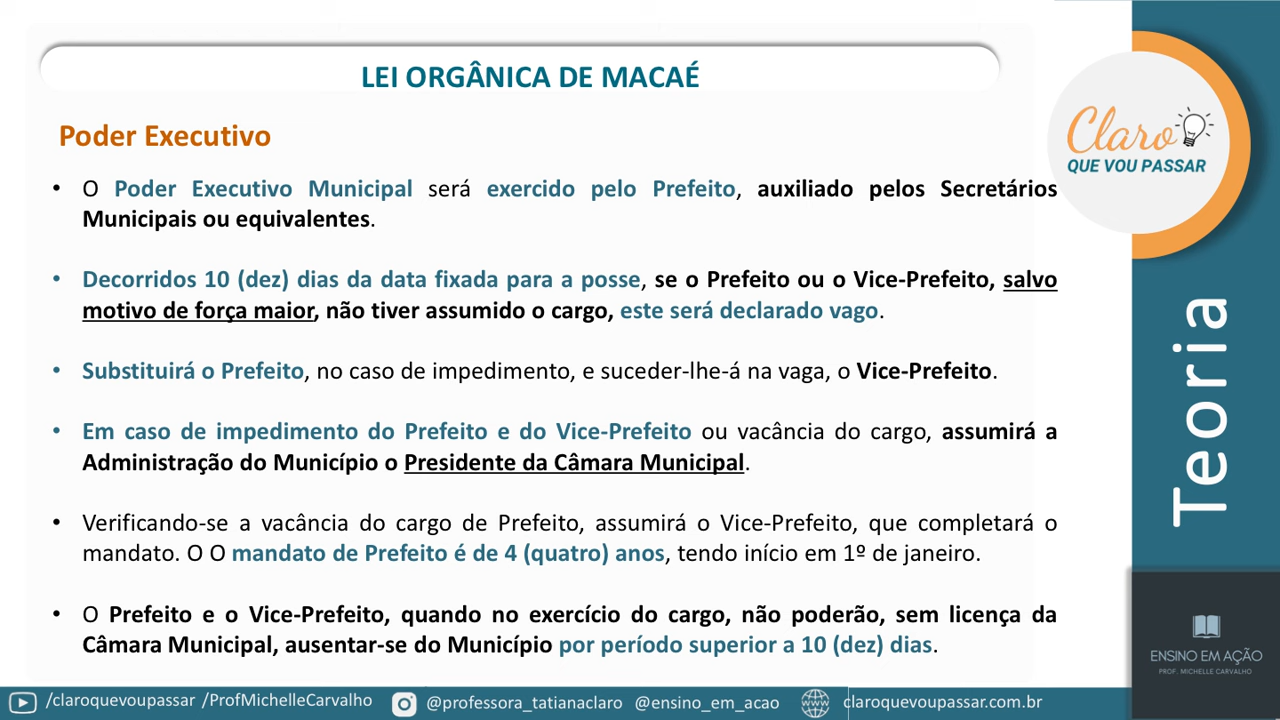 LEI ORGÂNICA DE MACAÉ
Poder Executivo
• O Poder Executivo Municipal será exercido pelo Prefeito, auxiliado pelos Secretários
Municipais ou equivalentes.
• Decorridos 10 (dez) dias da data fixada para a posse, se o Prefeito ou o Vice-Prefeito, salvo
motivo de força maior, não tiver assumido o cargo, este será declarado vago.
• Substituirá o Prefeito, no caso de impedimento, e suceder-lhe-á na vaga, o Vice-Prefeito.
• Em caso de impedimento do Prefeito e do Vice-Prefeito ou vacância do cargo, assumirá a
Administração do Município o Presidente da Câmara Municipal.
• Verificando-se a vacância do cargo de Prefeito, assumirá o Vice-Prefeito, que completará o
mandato. O O mandato de Prefeito é de 4 (quatro) anos, tendo início em 1º de janeiro.
• O Prefeito e o Vice-Prefeito, quando no exercício do cargo, não poderão, sem licença da
Câmara Municipal, ausentar-se do Município por período superior a 10 (dez) dias.
Claro
QUE VOU PASSAR
Teoria
ENSINO EM AÇÃO
PROF. MICHELLE CARVALHO
/claroquevoupassar /ProfMichelleCarvalho @professora_tatianaclaro @ensino_em_acao claroquevoupassar.com.br